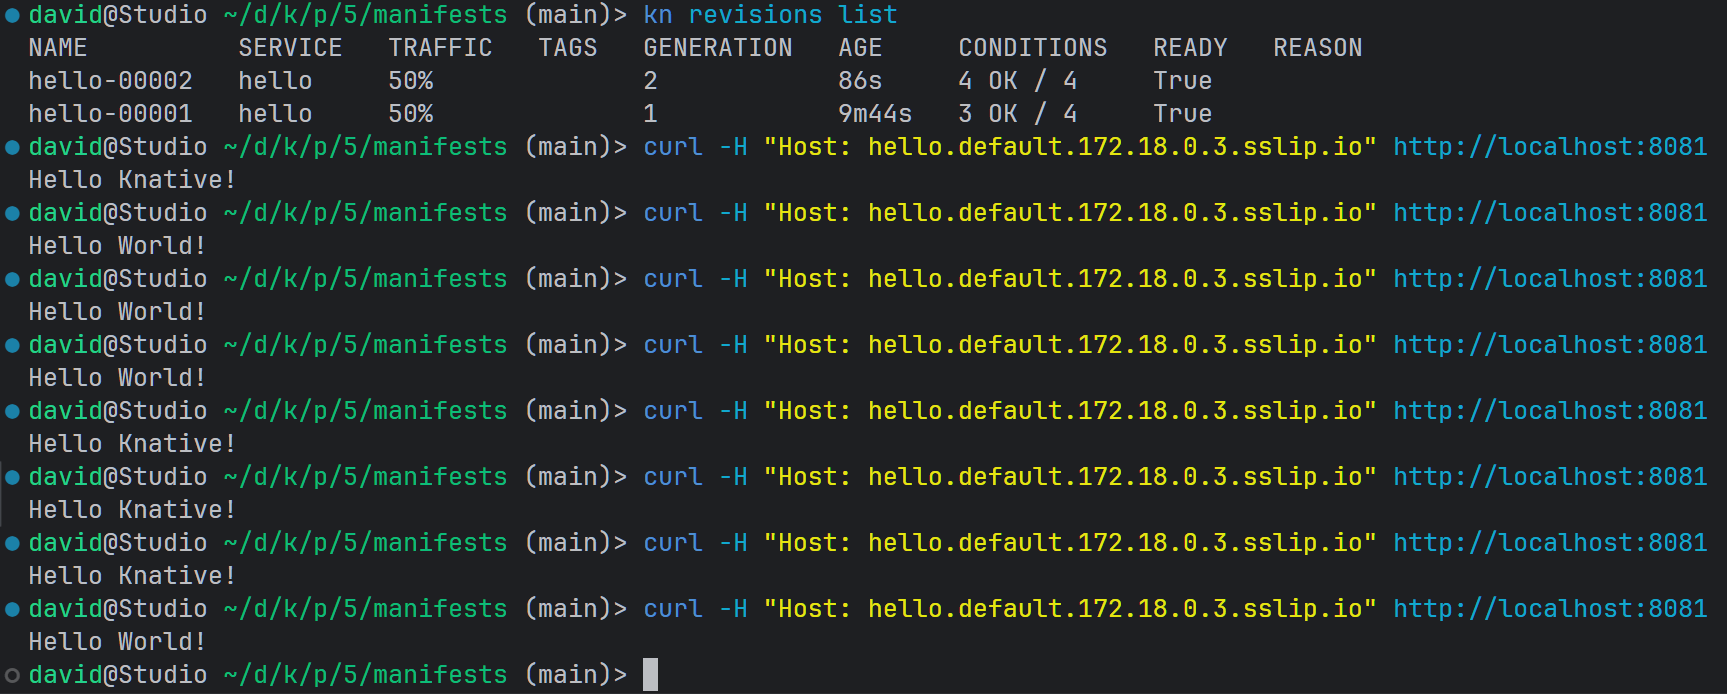 david@Studio ~/d/k/p/5/manifests (main)> kn revisions list
NAME SERVICE TRAFFIC TAGS GENERATION AGE CONDITIONS READY REASON
hello-00002 hello 50% 2 86s 4 OK / 4 True
hello-00001 hello 50% 1 9m44s 3 OK / 4 True
david@Studio ~/d/k/p/5/manifests (main)> curl -H "Host: hello.default.172.18.0.3.sslip.io" http://localhost:8081
Hello Knative!
david@Studio ~/d/k/p/5/manifests (main)> curl -H "Host: hello.default.172.18.0.3.sslip.io" http://localhost:8081
Hello World!
david@Studio ~/d/k/p/5/manifests (main)> curl -H "Host: hello.default.172.18.0.3.sslip.io" http://localhost:8081
Hello World!
david@Studio ~/d/k/p/5/manifests (main)> curl -H "Host: hello.default.172.18.0.3.sslip.io" http://localhost:8081
Hello World!
david@Studio ~/d/k/p/5/manifests (main)> curl -H "Host: hello.default.172.18.0.3.sslip.io" http://localhost:8081
Hello Knative!
david@Studio ~/d/k/p/5/manifests (main)> curl -H "Host: hello.default.172.18.0.3.sslip.io" http://localhost:8081
Hello Knative!
david@Studio ~/d/k/p/5/manifests (main)> curl -H "Host: hello.default.172.18.0.3.sslip.io" http://localhost:8081
Hello Knative!
david@Studio ~/d/k/p/5/manifests (main)> curl -H "Host: hello.default.172.18.0.3.sslip.io" http://localhost:8081
Hello World!
david@Studio ~/d/k/p/5/manifests (main)>